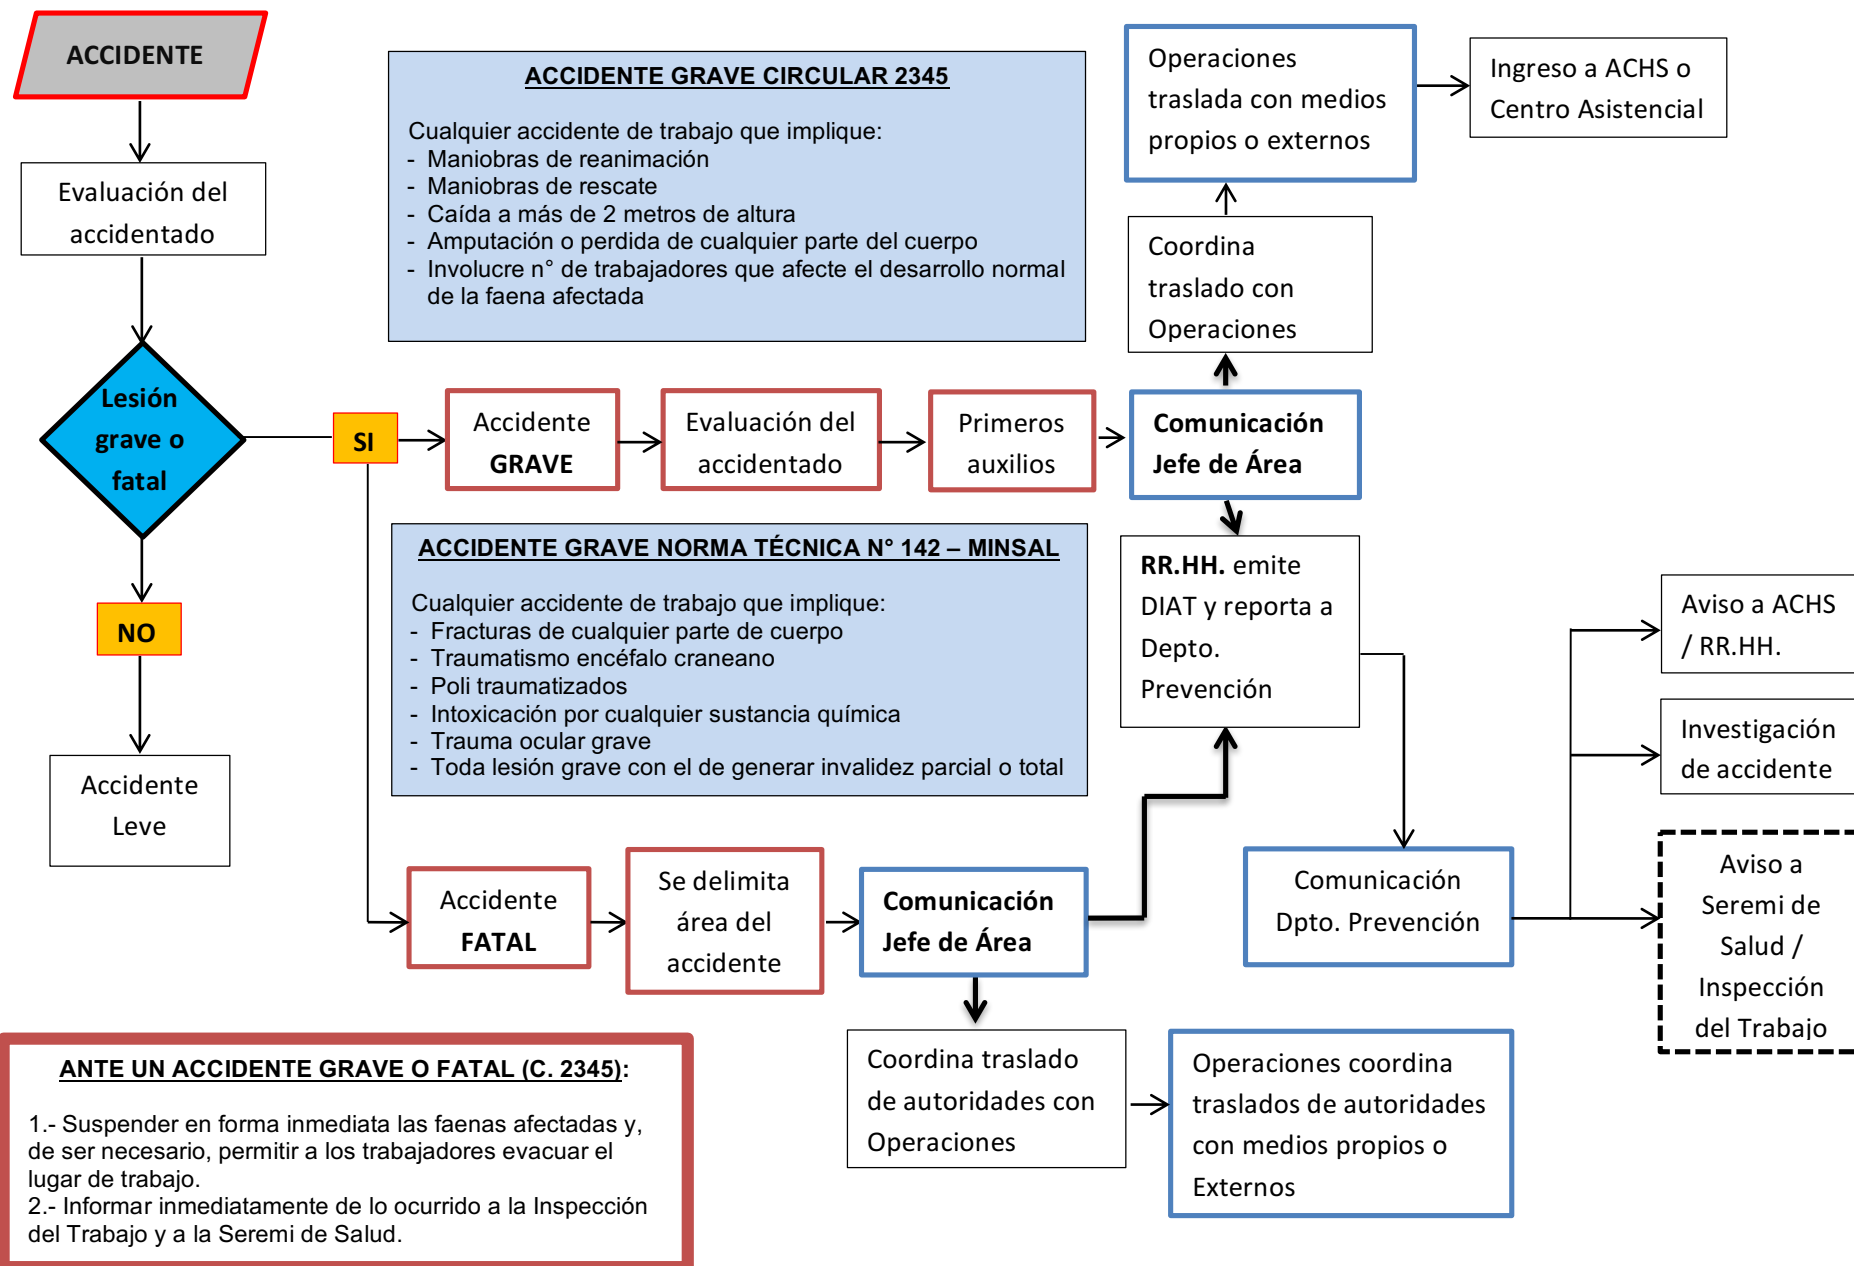 ACCIDENTE
Evaluación del
accidentado
Lesión
grave o
fatal
SI
NO
Accidente
Leve
ACCIDENTE GRAVE CIRCULAR 2345
Cualquier accidente de trabajo que implique:
- Maniobras de reanimación
- Maniobras de rescate
- Caída a más de 2 metros de altura
- Amputación o perdida de cualquier parte del cuerpo
- Involucre n° de trabajadores que afecte el desarrollo normal
de la faena afectada
Operaciones
traslada con medios
propios o externos
Ingreso a ACHS o
Centro Asistencial
Coordina
traslado con
Operaciones
Accidente
GRAVE
Evaluación del
accidentado
Primeros
auxilios
Comunicación
Jefe de Área
ACCIDENTE GRAVE NORMA TÉCNICA N° 142 – MINSAL
Cualquier accidente de trabajo que implique:
- Fracturas de cualquier parte de cuerpo
- Traumatismo encéfalo craneano
- Poli traumatizados
- Intoxicación por cualquier sustancia química
- Trauma ocular grave
- Toda lesión grave con el de generar invalidez parcial o total
RR.HH. emite
DIAT y reporta a
Depto.
Prevención
Aviso a ACHS
/ RR.HH.
Investigación
de accidente
Aviso a
Seremi de
Salud /
Inspección
del Trabajo
Comunicación
Dpto. Prevención
Accidente
FATAL
Se delimita
área del
accidente
Comunicación
Jefe de Área
Coordina traslado
de autoridades con
Operaciones
Operaciones coordina
traslados de autoridades
con medios propios o
Externos
ANTE UN ACCIDENTE GRAVE O FATAL (C. 2345):
1.- Suspender en forma inmediata las faenas afectadas y,
de ser necesario, permitir a los trabajadores evacuar el
lugar de trabajo.
2.- Informar inmediatamente de lo ocurrido a la Inspección
del Trabajo y a la Seremi de Salud.